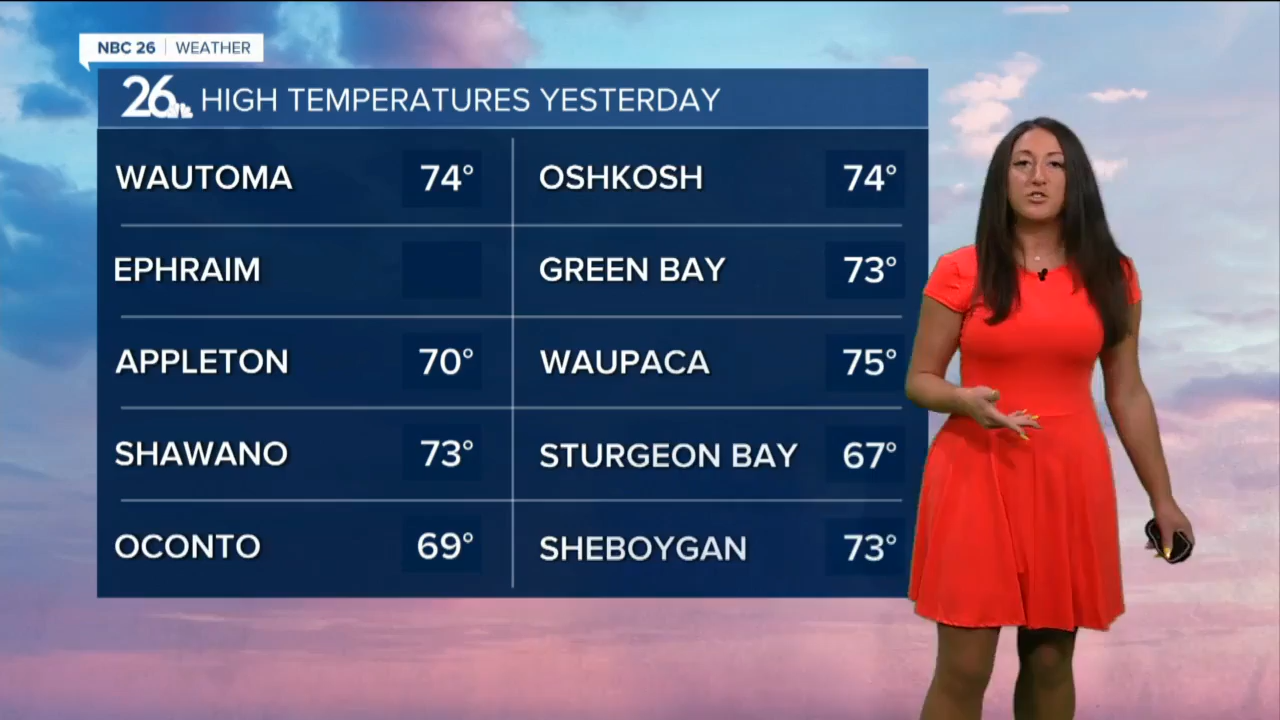 NBC 26 | WEATHER
26 HIGH TEMPERATURES YESTERDAY
WAUTOMA 74°
EPHRAIM
APPLETON 70°
SHAWANO 73°
OCONTO 69°
OSHKOSH 74°
GREEN BAY 73°
WAUPACA 75°
STURGEON BAY 67°
SHEBOYGAN 73°